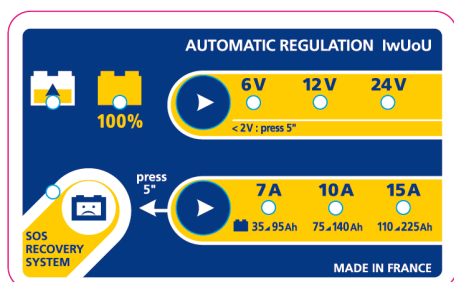 AUTOMATIC REGULATION IwUoU
6V 12V 24V
100%
< 2V : press 5"
press
5"
7A 10A 15A
35⊿95Ah 75⊿140Ah 110⊿225Ah
SOS
RECOVERY
SYSTEM
MADE IN FRANCE